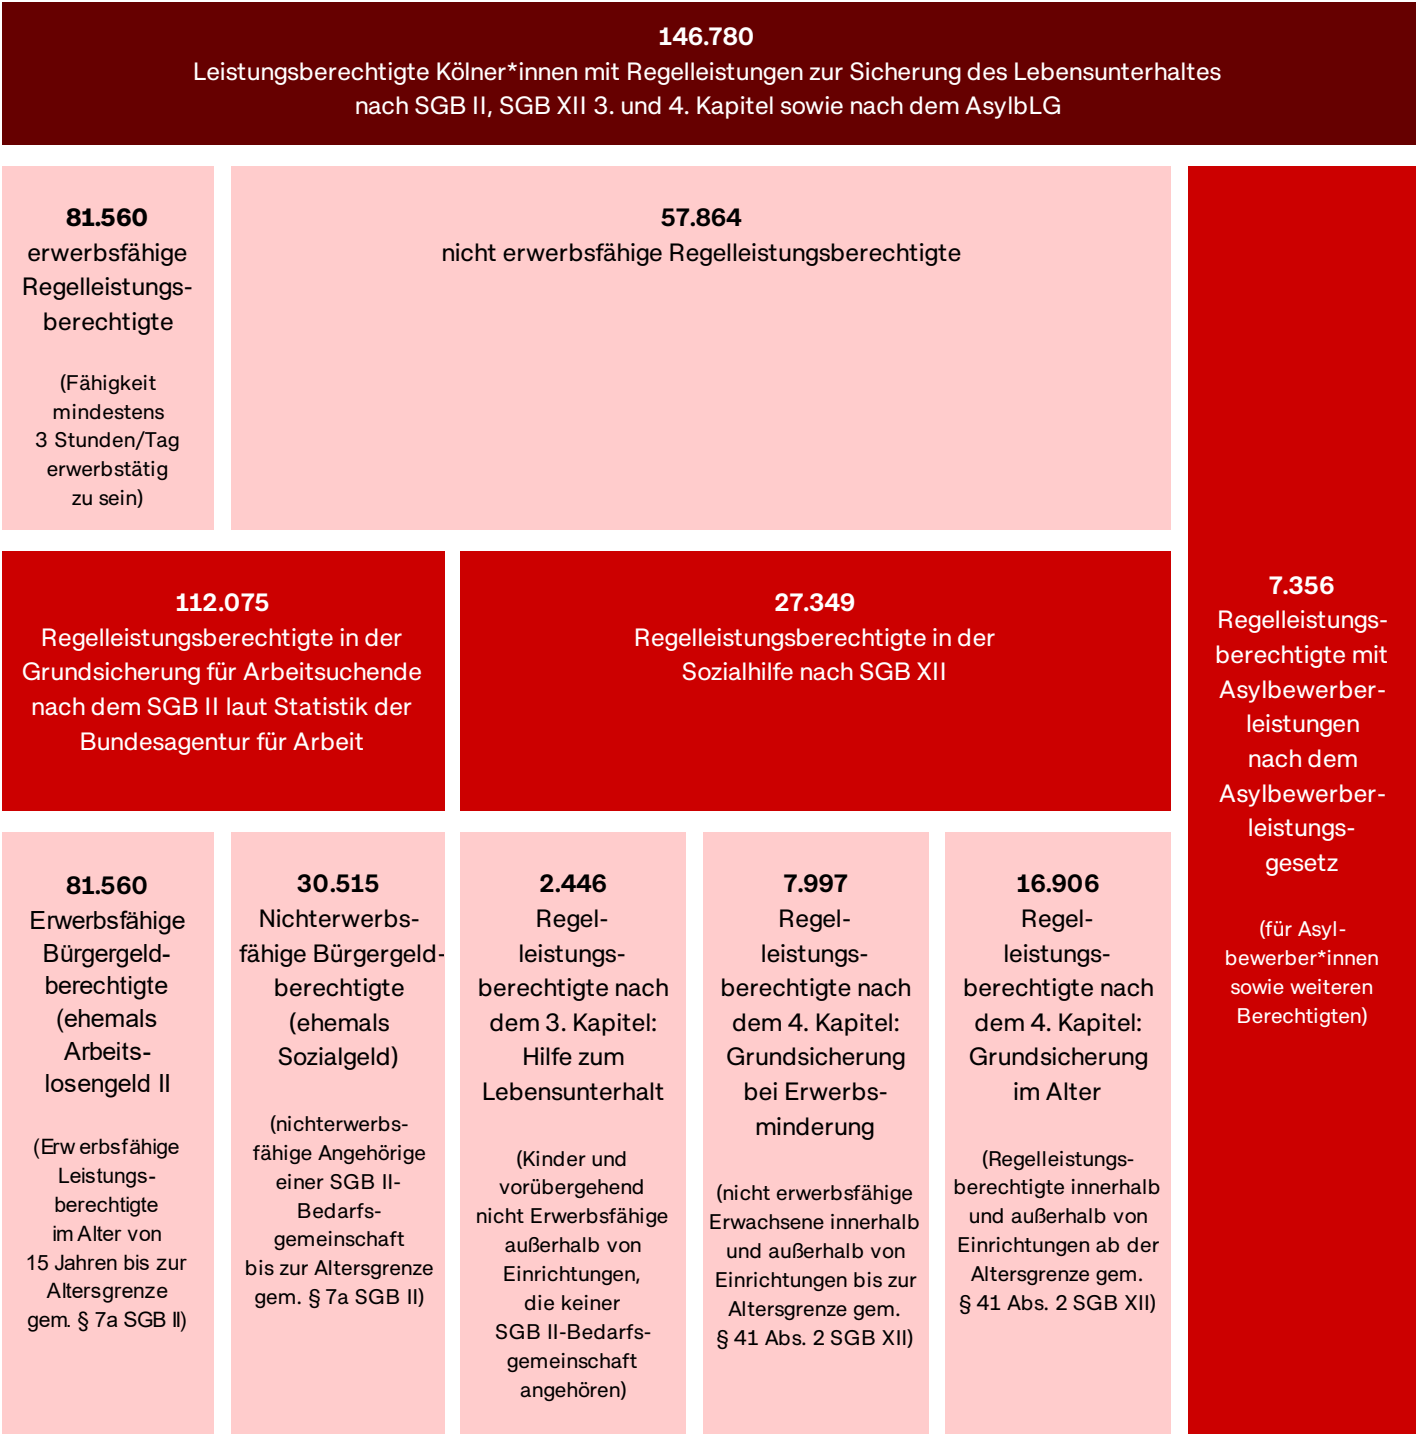 146.780
Leistungsberechtigte Kölner*innen mit Regelleistungen zur Sicherung des Lebensunterhaltes
nach SGB II, SGB XII 3. und 4. Kapitel sowie nach dem AsylbLG
81.560
erwerbsfähige
Regelleistungs-
berechtigte
(Fähigkeit
mindestens
3 Stunden/Tag
erwerbstätig
zu sein)
57.864
nicht erwerbsfähige Regelleistungsberechtigte
112.075
Regelleistungsberechtigte in der
Grundsicherung für Arbeitsuchende
nach dem SGB II laut Statistik der
Bundesagentur für Arbeit
27.349
Regelleistungsberechtigte in der
Sozialhilfe nach SGB XII
7.356
Regelleistungs-
berechtigte mit
Asylbewerber-
leistungen
nach dem
Asylbewerber-
leistungs-
gesetz
(für Asyl-
bewerber*innen
sowie weiteren
Berechtigten)
81.560
Erwerbsfähige
Bürgergeld-
berechtigte
(ehemals
Arbeits-
losengeld II
(Erwerbsfähige
Leistungs-
berechtigte
im Alter von
15 Jahren bis zur
Altersgrenze
gem. § 7a SGB II)
30.515
Nichterwerbs-
fähige Bürgergeld-
berechtigte
(ehemals
Sozialgeld)
(nichterwerbs-
fähige Angehörige
einer SGB II-
Bedarfs-
gemeinschaft
bis zur Altersgrenze
gem. § 7a SGB II)
2.446
Regel-
leistungs-
berechtigte nach
dem 3. Kapitel:
Hilfe zum
Lebensunterhalt
(Kinder und
vorübergehend
nicht Erwerbsfähige
außerhalb von
Einrichtungen,
die keiner
SGB II-Bedarfs-
gemeinschaft
angehören)
7.997
Regel-
leistungs-
berechtigte nach
dem 4. Kapitel:
Grundsicherung
bei Erwerbs-
minderung
(nicht erwerbsfähige
Erwachsene innerhalb
und außerhalb von
Einrichtungen bis zur
Altersgrenze gem.
§ 41 Abs. 2 SGB XII)
16.906
Regel-
leistungs-
berechtigte nach
dem 4. Kapitel:
Grundsicherung
im Alter
(Regelleistungs-
berechtigte innerhalb
und außerhalb von
Einrichtungen ab der
Altersgrenze gem.
§ 41 Abs. 2 SGB XII)